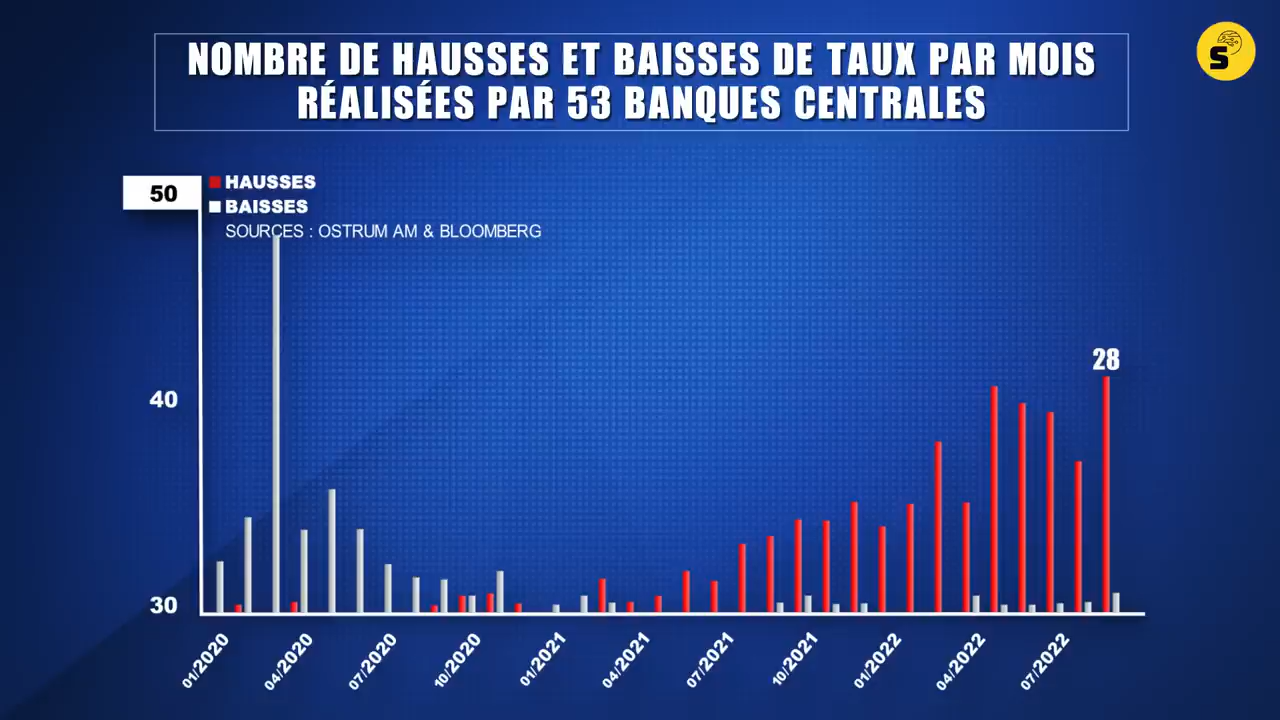 NOMBRE DE HAUSSES ET BAISSES DE TAUX PAR MOIS
RÉALISÉES PAR 53 BANQUES CENTRALES
S
50
HAUSSES
BAISSES
SOURCES : OSTRUM AM & BLOOMBERG
28
40
30
01/2020
04/2020
07/2020
10/2020
01/2021
04/2021
07/2021
10/2021
01/2022
04/2022
07/2022